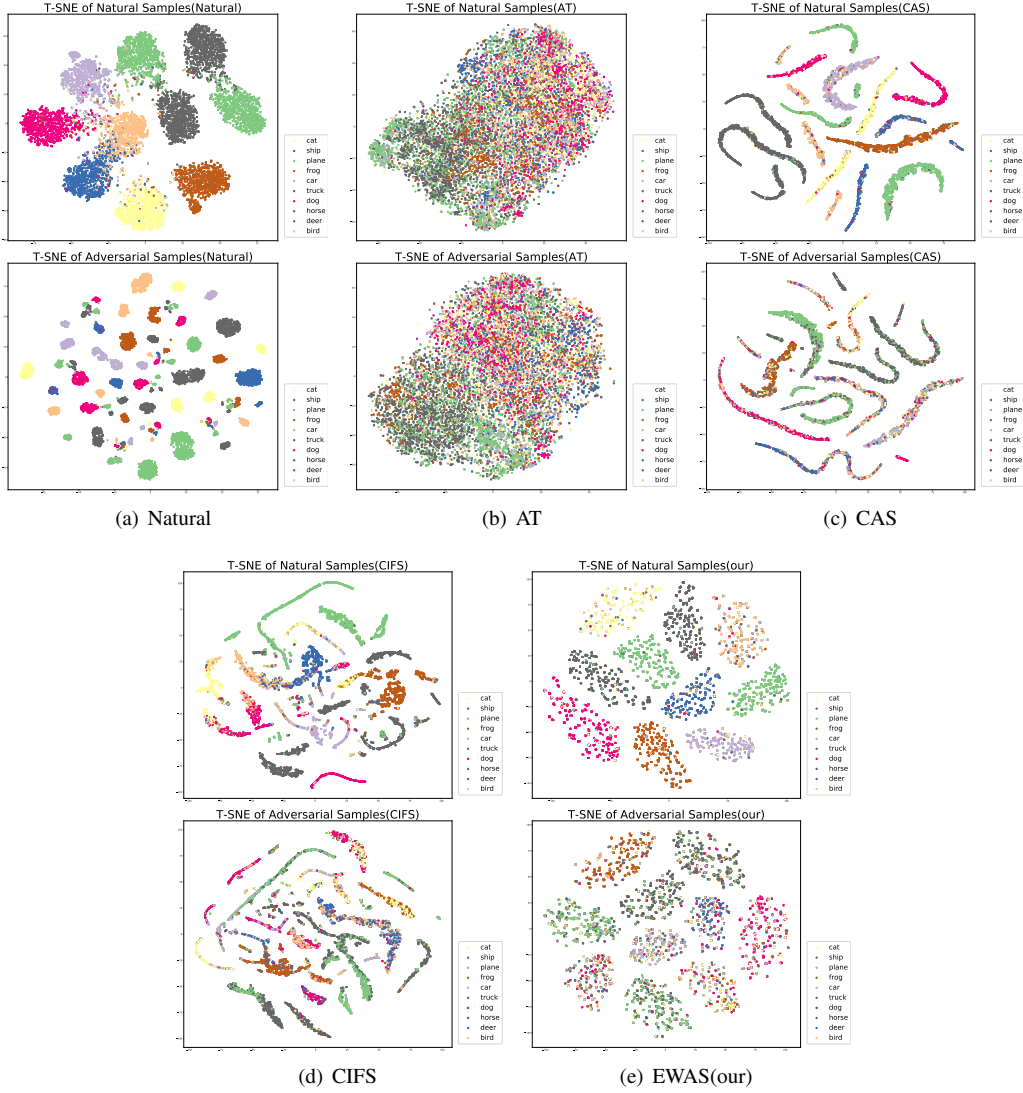 T-SNE of Natural Samples(Natural)
cat
ship
plane
frog
car
truck
dog
horse
deer
bird
T-SNE of Natural Samples(AT)
cat
ship
plane
frog
car
truck
dog
horse
deer
bird
T-SNE of Natural Samples(CAS)
cat
ship
plane
frog
car
truck
dog
horse
deer
bird
T-SNE of Adversarial Samples(Natural)
cat
ship
plane
frog
car
truck
dog
horse
deer
bird
T-SNE of Adversarial Samples(AT)
cat
ship
plane
frog
car
truck
dog
horse
deer
bird
T-SNE of Adversarial Samples(CAS)
cat
ship
plane
frog
car
truck
dog
horse
deer
bird
(a) Natural
(b) AT
(c) CAS
T-SNE of Natural Samples(CIFS)
cat
ship
plane
frog
car
truck
dog
horse
deer
bird
T-SNE of Natural Samples(our)
cat
ship
plane
frog
car
truck
dog
horse
deer
bird
T-SNE of Adversarial Samples(CIFS)
cat
ship
plane
frog
car
truck
dog
horse
deer
bird
T-SNE of Adversarial Samples(our)
cat
ship
plane
frog
car
truck
dog
horse
deer
bird
(d) CIFS
(e) EWAS(our)